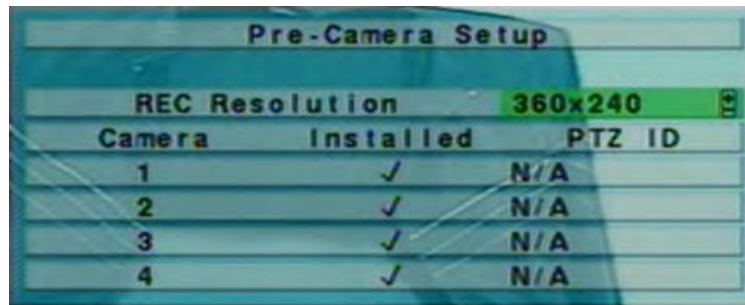 Pre-Camera Setup
REC Resolution 360x240
Camera Installed PTZ ID
1 ✓ N/A
2 ✓ N/A
3 ✓ N/A
4 ✓ N/A